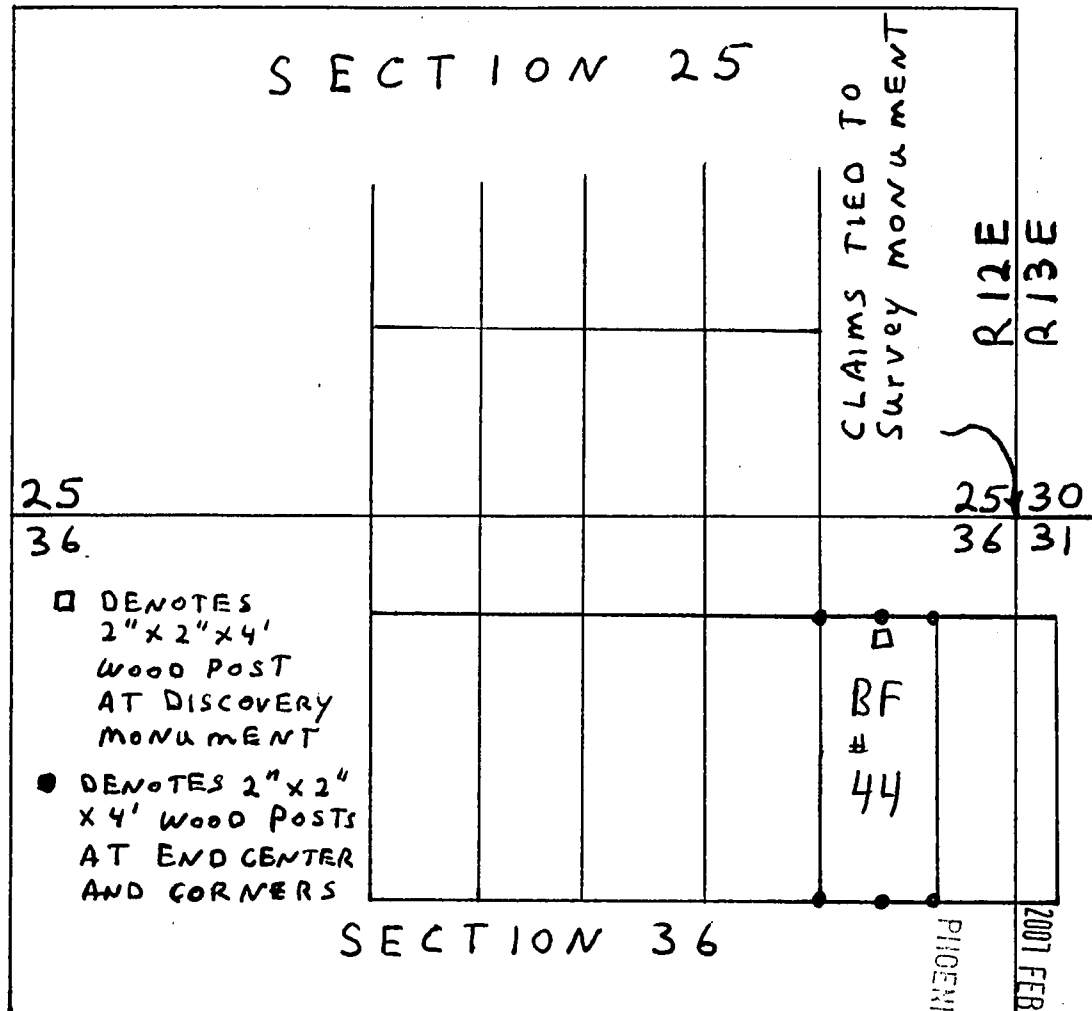 SECTION 25
CLAIMS TIED TO
Survey monumENT
R12E
R13E
25
25 30
36
36 31
□ DENOTES
2" x 2" x 4'
WOOD POST
AT DISCOVERY
MONUmENT
● DENOTES 2" x 2"
x 4' WOOD POSTS
AT END CENTER
AND CORNERS
BF
#
44
SECTION 36
2001 FEB